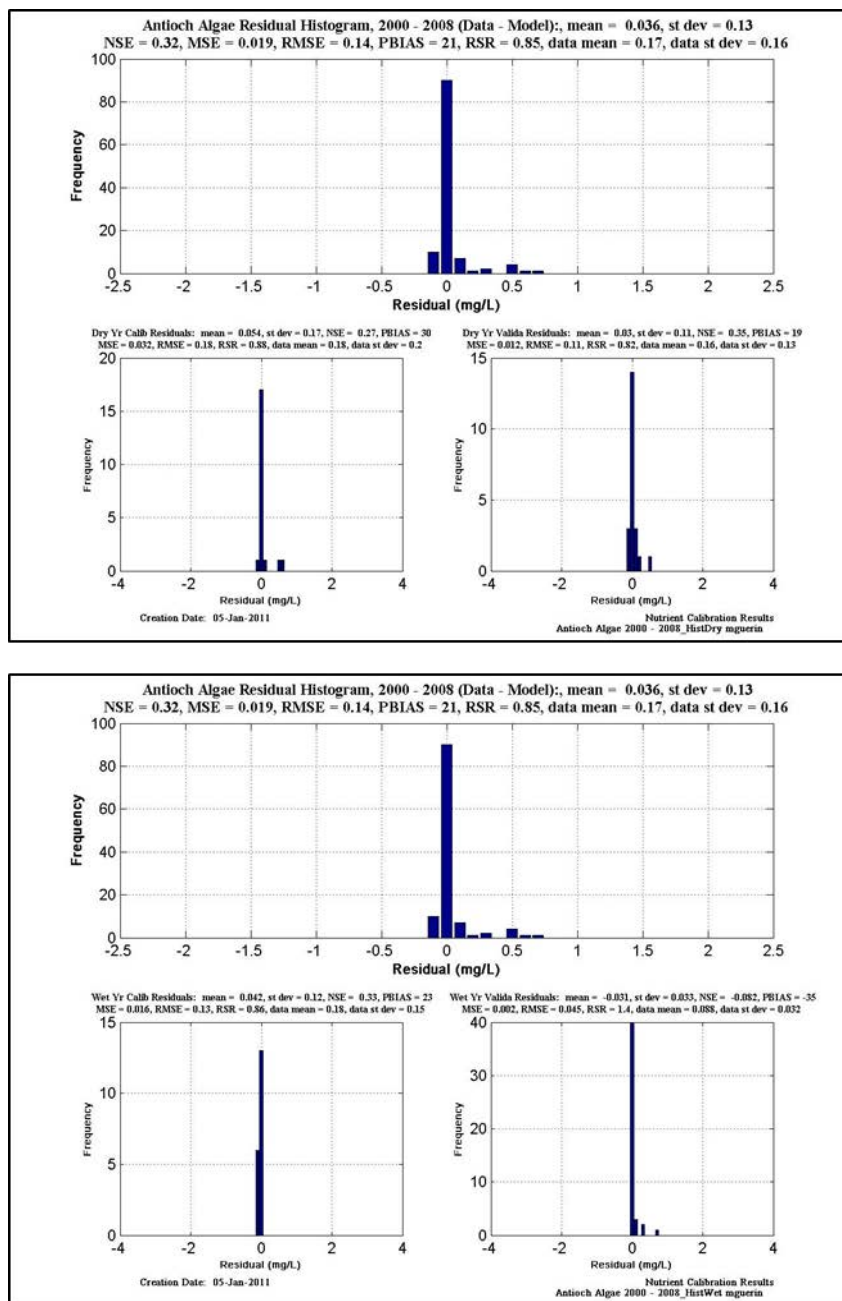 Antioch Algae Residual Histogram, 2000 - 2008 (Data - Model):, mean = 0.036, st dev = 0.13
NSE = 0.32, MSE = 0.019, RMSE = 0.14, PBIAS = 21, RSR = 0.85, data mean = 0.17, data st dev = 0.16
100
80
60
40
20
0
Frequency
-2.5 -2 -1.5 -1 -0.5 0 0.5 1 1.5 2 2.5
Residual (mg/L)
Dry Yr Calib Residuals: mean = 0.054, st dev = 0.17, NSE = 0.27, PBIAS = 30
MSE = 0.032, RMSE = 0.18, RSR = 0.88, data mean = 0.18, data st dev = 0.2
20
15
10
5
0
Frequency
-4 -2 0 2 4
Residual (mg/L)
Dry Yr Valida Residuals: mean = 0.03, st dev = 0.11, NSE = 0.35, PBIAS = 19
MSE = 0.012, RMSE = 0.11, RSR = 0.82, data mean = 0.16, data st dev = 0.13
15
10
5
0
Frequency
-4 -2 0 2 4
Residual (mg/L)
Creation Date: 05-Jan-2011
Nutrient Calibration Results
Antioch Algae 2000 - 2008_HistDry mguerin
Antioch Algae Residual Histogram, 2000 - 2008 (Data - Model):, mean = 0.036, st dev = 0.13
NSE = 0.32, MSE = 0.019, RMSE = 0.14, PBIAS = 21, RSR = 0.85, data mean = 0.17, data st dev = 0.16
100
80
60
40
20
0
Frequency
-2.5 -2 -1.5 -1 -0.5 0 0.5 1 1.5 2 2.5
Residual (mg/L)
Wet Yr Calib Residuals: mean = 0.042, st dev = 0.12, NSE = 0.33, PBIAS = 23
MSE = 0.016, RMSE = 0.13, RSR = 0.86, data mean = 0.18, data st dev = 0.15
15
10
5
0
Frequency
-4 -2 0 2 4
Residual (mg/L)
Wet Yr Valida Residuals: mean = -0.031, st dev = 0.033, NSE = -0.082, PBIAS = -35
MSE = 0.002, RMSE = 0.045, RSR = 1.4, data mean = 0.088, data st dev = 0.032
40
30
20
10
0
Frequency
-4 -2 0 2 4
Residual (mg/L)
Creation Date: 05-Jan-2011
Nutrient Calibration Results
Antioch Algae 2000 - 2008_HistWet mguerin